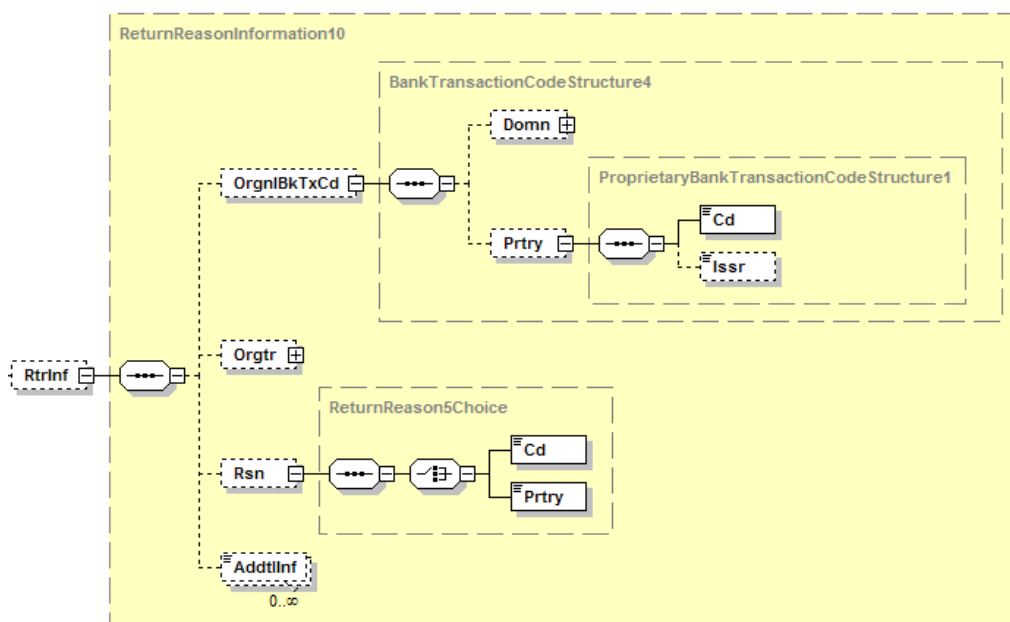 ReturnReasonInformation10
BankTransactionCodeStructure4
Domn
ProprietaryBankTransactionCodeStructure1
OrgnlBkTxCd
Cd
Prtry
Issr
Orgtr
RtrInf
ReturnReason5Choice
Cd
Rsn
Prtry
AddtlInf
0..∞